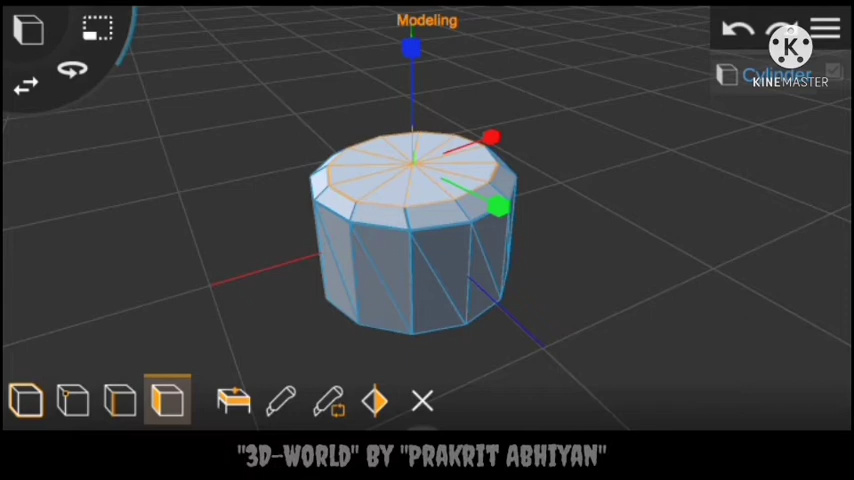 Modeling
K
Cylinder
KINEMASTER
"3D-WORLD" BY "PRAKRIT ABHIYAN"